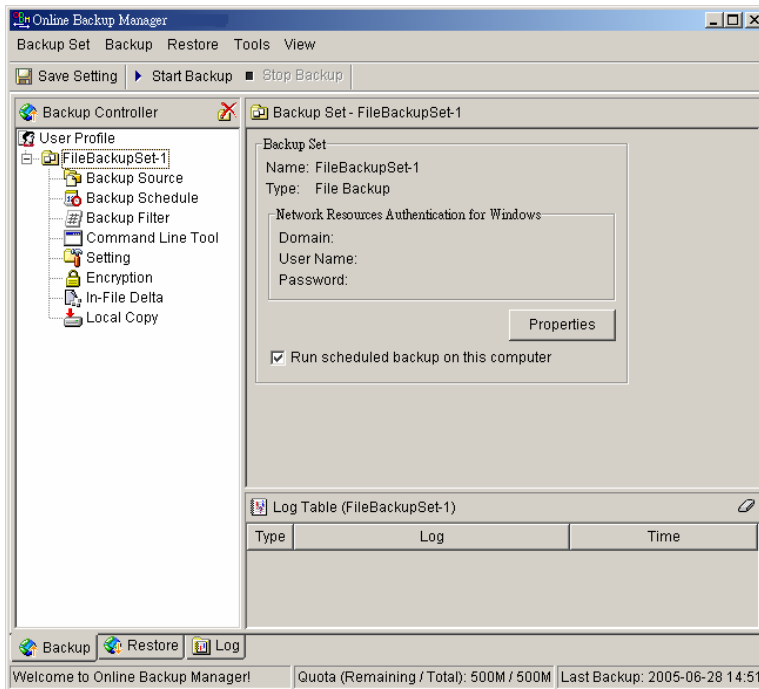 Online Backup Manager
Backup Set Backup Restore Tools View
Save Setting Start Backup Stop Backup
Backup Controller
User Profile
FileBackupSet-1
Backup Source
Backup Schedule
Backup Filter
Command Line Tool
Setting
Encryption
In-File Delta
Local Copy
Backup Set - FileBackupSet-1
Backup Set
Name: FileBackupSet-1
Type: File Backup
Network Resources Authentication for Windows
Domain:
User Name:
Password:
Properties
Run scheduled backup on this computer
Log Table (FileBackupSet-1)
Type Log Time
Backup Restore Log
Welcome to Online Backup Manager! Quota (Remaining / Total): 500M / 500M Last Backup: 2005-06-28 14:51